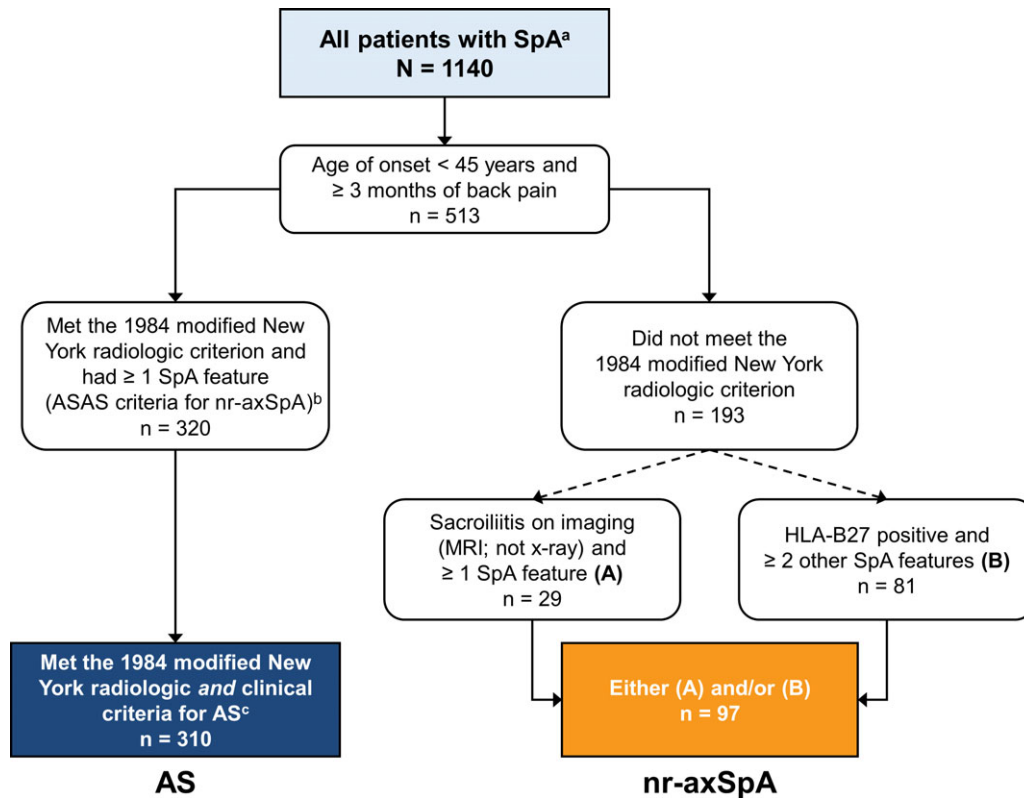 All patients with SpAᵃ
N = 1140
Age of onset < 45 years and
≥ 3 months of back pain
n = 513
Met the 1984 modified New
York radiologic criterion and
had ≥ 1 SpA feature
(ASAS criteria for nr-axSpA)ᵇ
n = 320
Did not meet the
1984 modified New York
radiologic criterion
n = 193
Sacroiliitis on imaging
(MRI; not x-ray) and
≥ 1 SpA feature (A)
n = 29
HLA-B27 positive and
≥ 2 other SpA features (B)
n = 81
Met the 1984 modified New
York radiologic and clinical
criteria for ASᶜ
n = 310
Either (A) and/or (B)
n = 97
AS
nr-axSpA